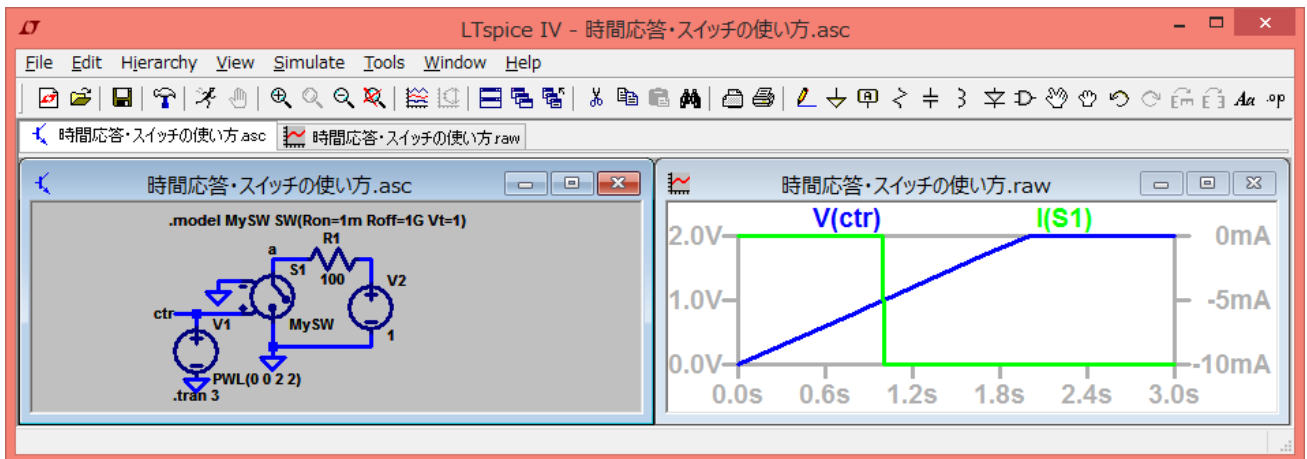 LTspice IV - 時間応答・スイッチの使い方.asc
File Edit Hierarchy View Simulate Tools Window Help
Aa .op
時間応答・スイッチの使い方.asc 時間応答・スイッチの使い方.raw
時間応答・スイッチの使い方.asc
.model MySW SW(Ron=1m Roff=1G Vt=1)
R1
a
S1
100
V2
ctr
V1
MySW
1
PWL(0 0 2 2)
.tran 3
時間応答・スイッチの使い方.raw
V(ctr) I(S1)
2.0V 0mA
1.0V -5mA
0.0V -10mA
0.0s 0.6s 1.2s 1.8s 2.4s 3.0s